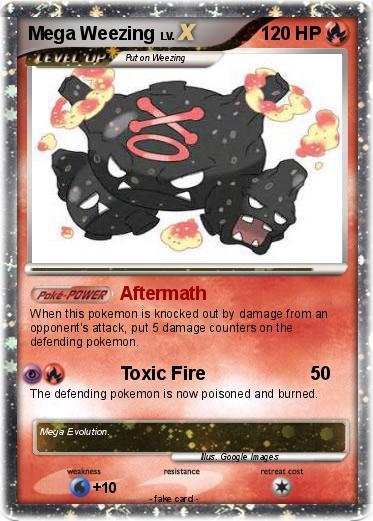 Mega Weezing LV. X 120 HP
LEVEL-UP Put on Weezing
Poké-POWER Aftermath
When this pokemon is knocked out by damage from an
opponent's attack, put 5 damage counters on the
defending pokemon.
Toxic Fire 50
The defending pokemon is now poisoned and burned.
Mega Evolution.
Illus. Google Images
weakness resistance retreat cost
+10
- fake card -